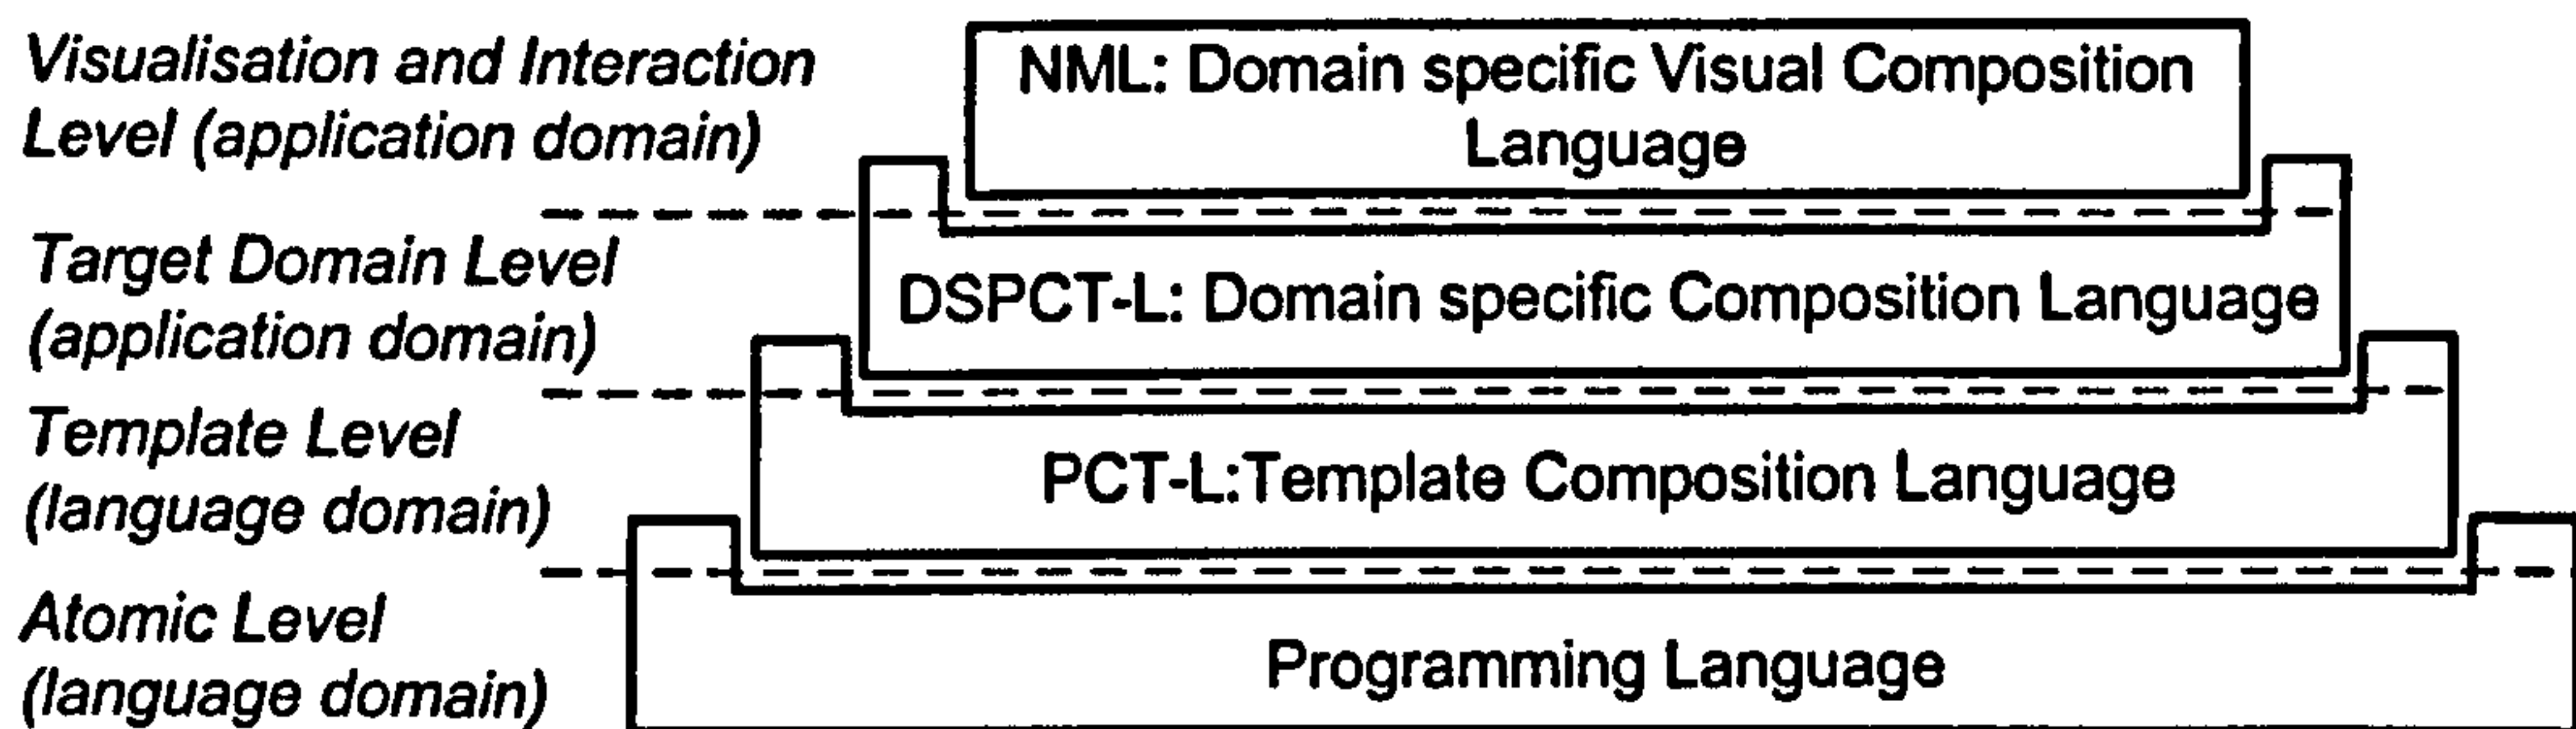 Visualisation and Interaction
Level (application domain)
NML: Domain specific Visual Composition
Language
Target Domain Level
(application domain)
DSPCT-L: Domain specific Composition Language
Template Level
(language domain)
PCT-L:Template Composition Language
Atomic Level
(language domain)
Programming Language